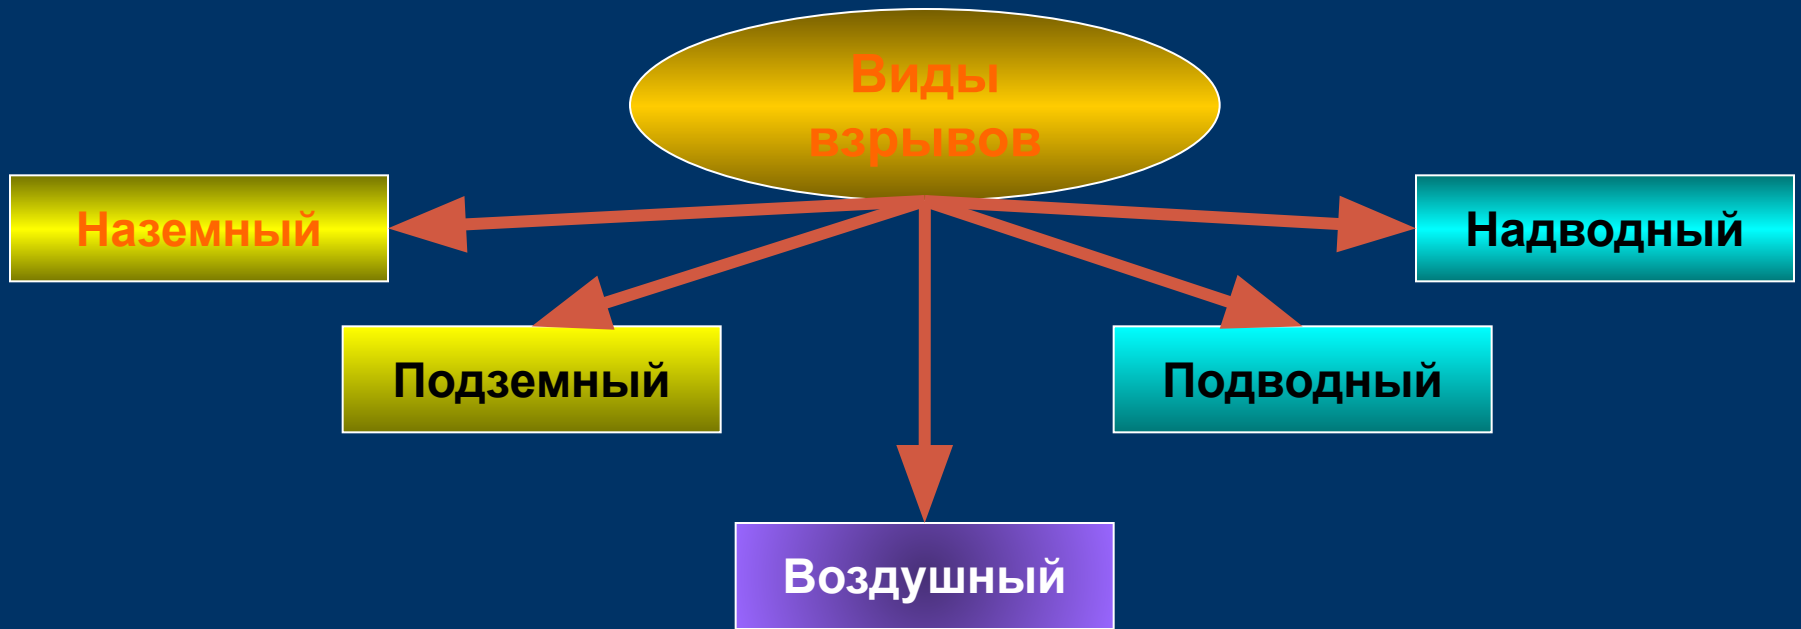 Виды
взрывов
Наземный
Надводный
Подземный
Подводный
Воздушный